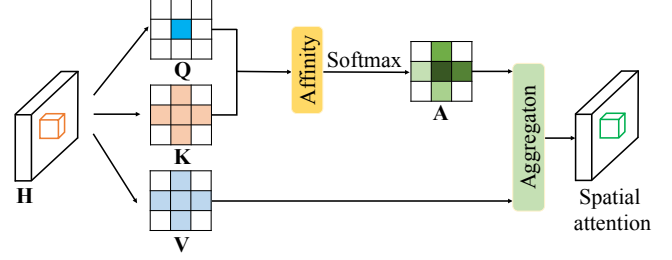 H
Q
K
V
Affinity
Softmax
A
Aggregaton
Spatial
attention